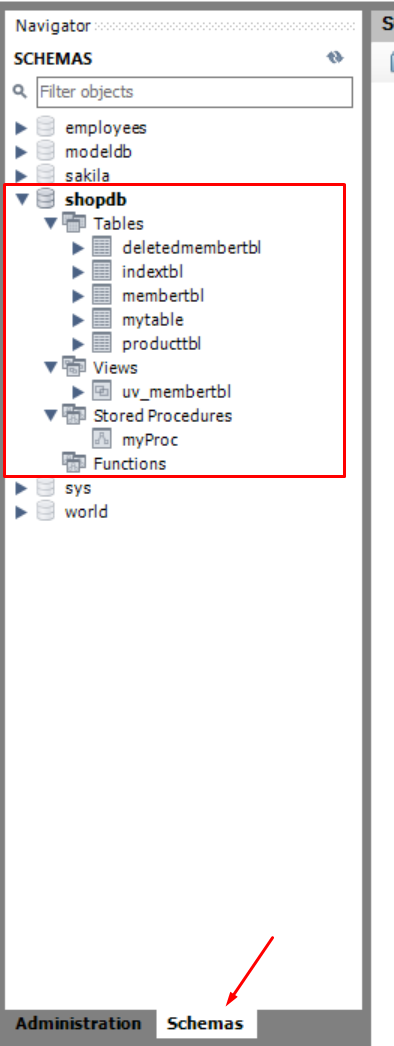 Navigator
S
SCHEMAS
Filter objects
employees
modeldb
sakila
shopdb
Tables
deletedmembertbl
indextbl
membertbl
mytable
producttbl
Views
uv_membertbl
Stored Procedures
myProc
Functions
sys
world
Administration Schemas